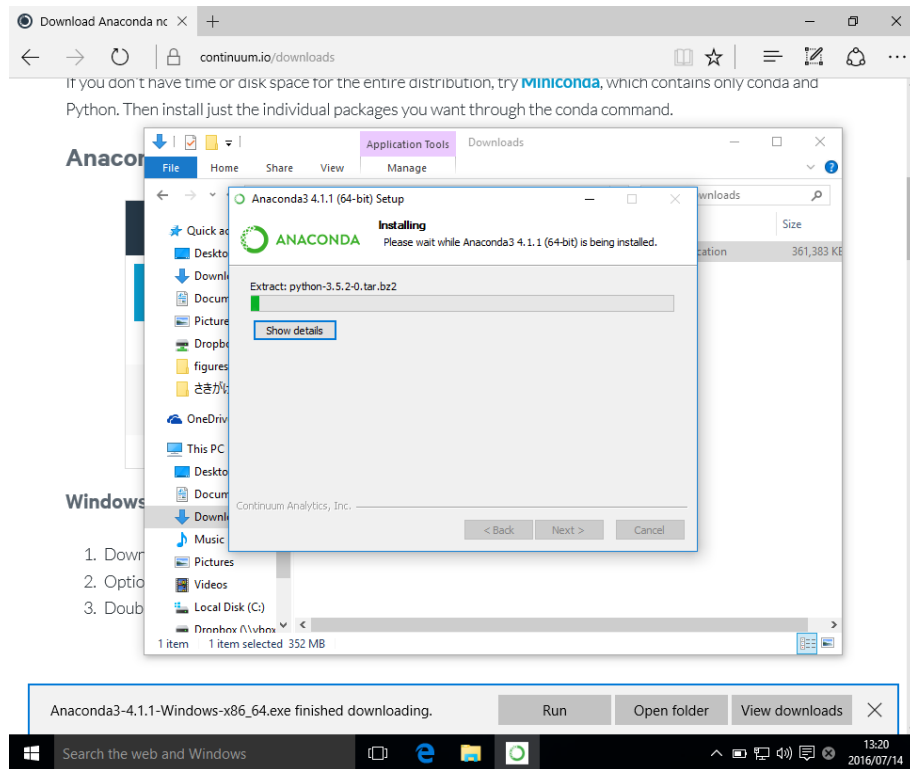 Download Anaconda nc
continuum.io/downloads
If you don't have time or disk space for the entire distribution, try Miniconda, which contains only conda and
Python. Then install just the individual packages you want through the conda command.
Anacor
Application Tools
Downloads
File
Home
Share
View
Manage
wnloads
Size
cation
361,383 KB
Quick ac
Deskto
Downl
Docum
Picture
Dropbo
figures
さきがけ
OneDriv
This PC
Deskto
Docum
Downl
Music
Pictures
Videos
Local Disk (C:)
Dropbox (\\vbox
1 item
1 item selected 352 MB
Anaconda3 4.1.1 (64-bit) Setup
ANACONDA
Installing
Please wait while Anaconda3 4.1.1 (64-bit) is being installed.
Extract: python-3.5.2-0.tar.bz2
Show details
Continuum Analytics, Inc.
< Back
Next >
Cancel
Windows
1. Down
2. Optio
3. Doub
Anaconda3-4.1.1-Windows-x86_64.exe finished downloading.
Run
Open folder
View downloads
Search the web and Windows
13:20
2016/07/14